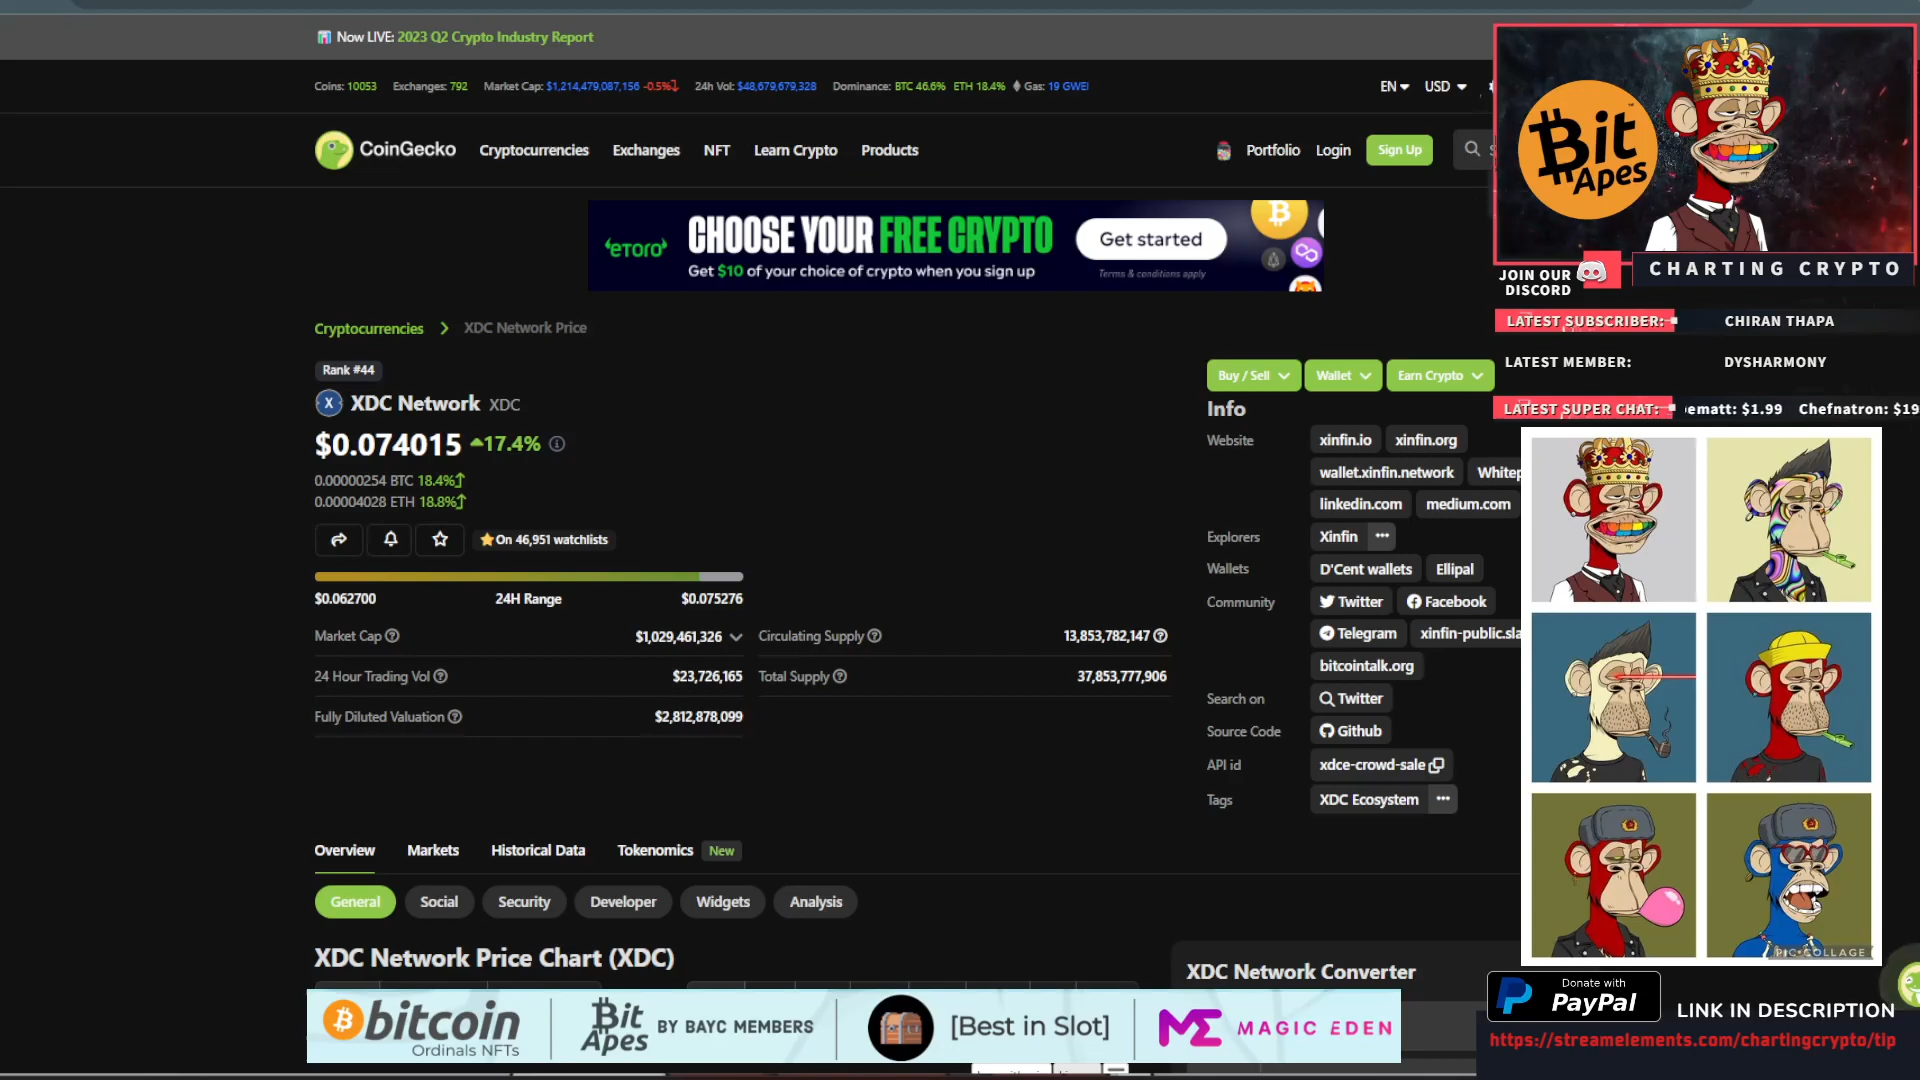 Now LIVE: 2023 Q2 Crypto Industry Report
Coins: 10053 Exchanges: 792 Market Cap: $1,214,479,087,156 -0.5% 24h Vol: $48,679,679,328 Dominance: BTC 46.6% ETH 18.4% Gas: 19 GWEI
EN USD
CoinGecko Cryptocurrencies Exchanges NFT Learn Crypto Products Portfolio Login Sign Up
Bit Apes
eTORO CHOOSE YOUR FREE CRYPTO
Get $10 of your choice of crypto when you sign up
Get started
Terms & conditions apply
JOIN OUR DISCORD
CHARTING CRYPTO
LATEST SUBSCRIBER: CHIRAN THAPA
LATEST MEMBER: DYSHARMONY
LATEST SUPER CHAT: ematt: $1.99 Chefnatron: $19
Cryptocurrencies XDC Network Price
Rank #44
XDC Network XDC
$0.074015 17.4%
0.00000254 BTC 18.4%
0.00004028 ETH 18.8%
On 46,951 watchlists
$0.062700 24H Range $0.075276
Market Cap $1,029,461,326 Circulating Supply 13,853,782,147
24 Hour Trading Vol $23,726,165 Total Supply 37,853,777,906
Fully Diluted Valuation $2,812,878,099
Buy / Sell Wallet Earn Crypto
Info
Website xinfin.io xinfin.org
wallet.xinfin.network Whitep
linkedin.com medium.com
Explorers Xinfin
Wallets D'Cent wallets Ellipal
Community Twitter Facebook
Telegram xinfin-public.sla
bitcointalk.org
Search on Twitter
Source Code Github
API id xdce-crowd-sale
Tags XDC Ecosystem
Overview Markets Historical Data Tokenomics New
General Social Security Developer Widgets Analysis
XDC Network Price Chart (XDC)
XDC Network Converter
PIC COLLAGE
bitcoin
Ordinals NFTs
Bit Apes BY BAYC MEMBERS
[Best in Slot]
ME MAGIC EDEN
Donate with
PayPal
LINK IN DESCRIPTION
https://streamelements.com/chartingcrypto/tip